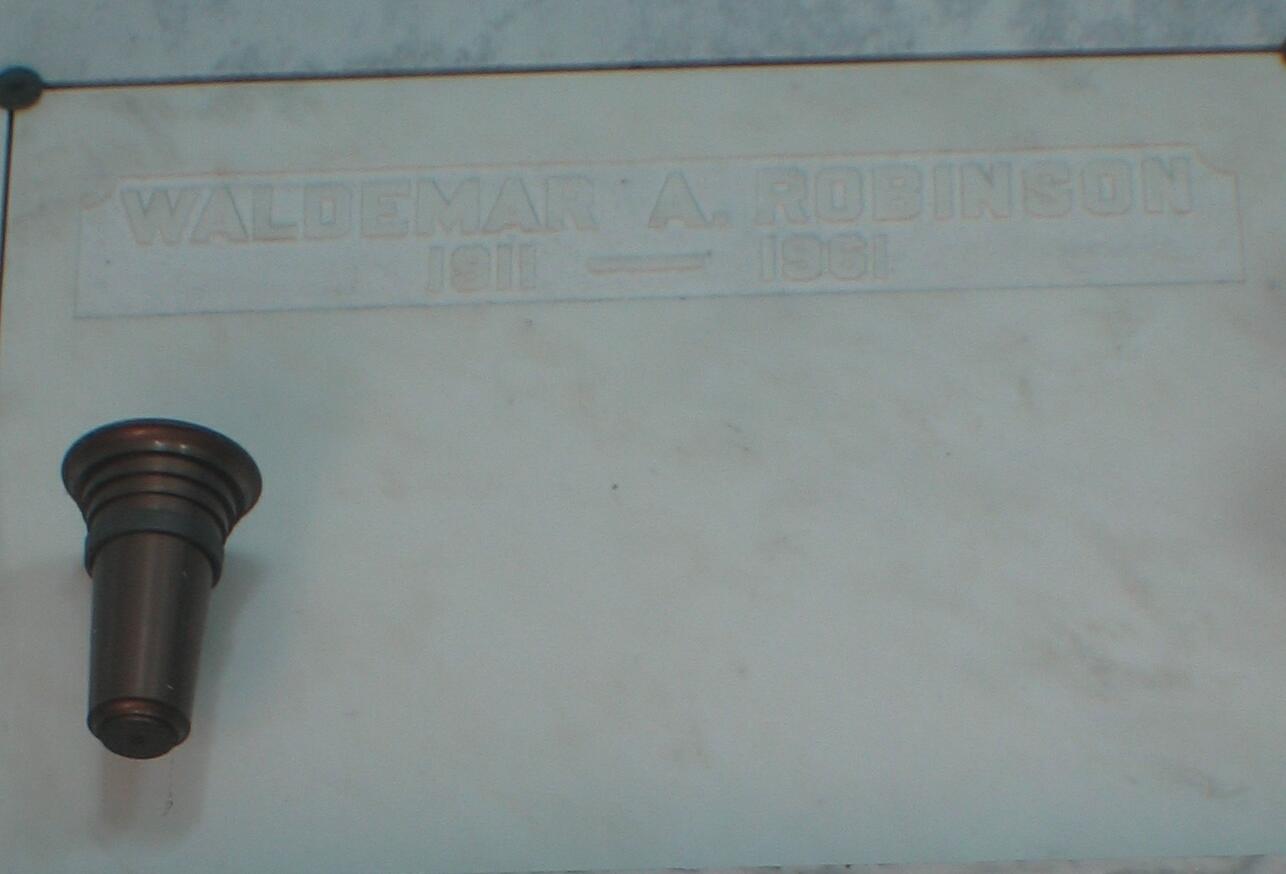 WALDEMAR A. ROBINSON
1911 — 1961